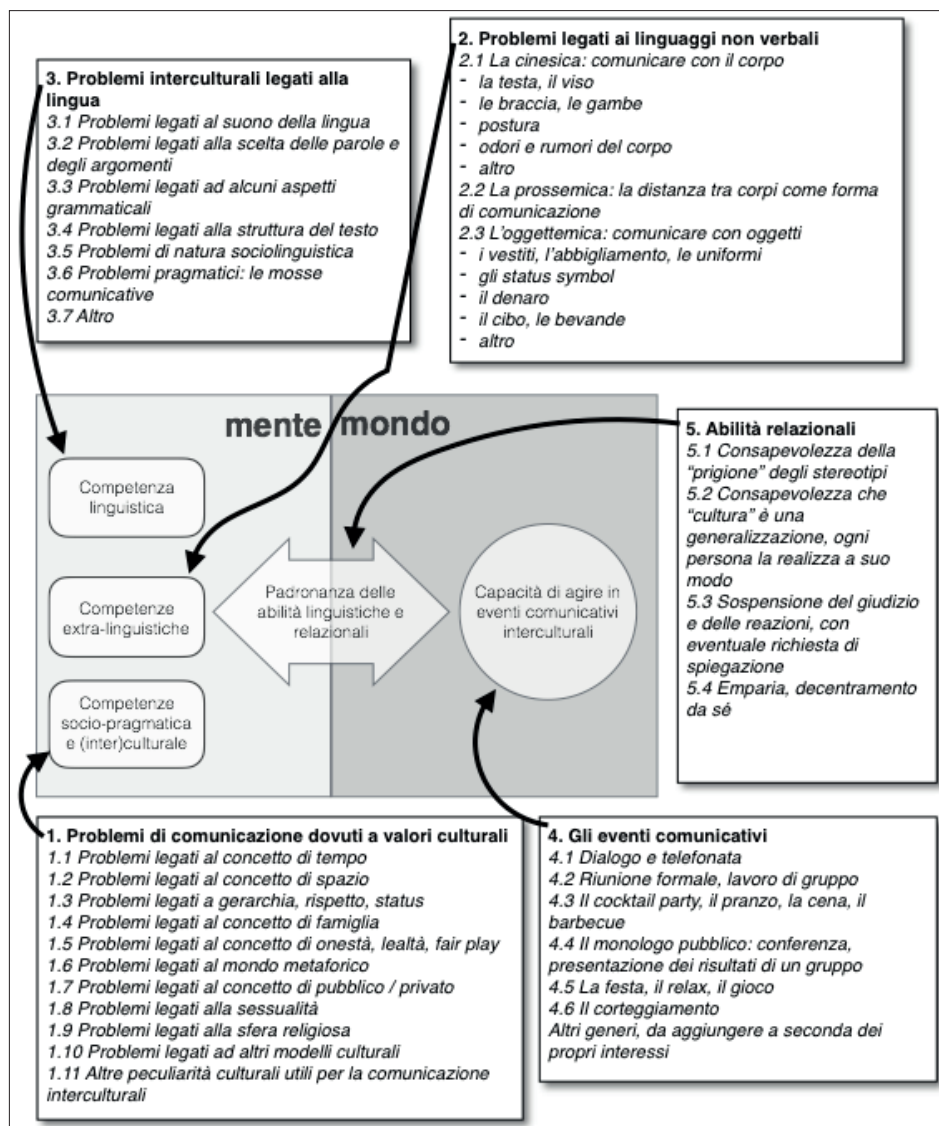 3. Problemi interculturali legati alla
lingua
3.1 Problemi legati al suono della lingua
3.2 Problemi legati alla scelta delle parole e
degli argomenti
3.3 Problemi legati ad alcuni aspetti
grammaticali
3.4 Problemi legati alla struttura del testo
3.5 Problemi di natura sociolinguistica
3.6 Problemi pragmatici: le mosse
comunicative
3.7 Altro
2. Problemi legati ai linguaggi non verbali
2.1 La cinesica: comunicare con il corpo
- la testa, il viso
- le braccia, le gambe
- postura
- odori e rumori del corpo
- altro
2.2 La prossemica: la distanza tra corpi come forma
di comunicazione
2.3 L'oggettemica: comunicare con oggetti
- i vestiti, l'abbigliamento, le uniformi
- gli status symbol
- il denaro
- il cibo, le bevande
- altro
mente mondo
Competenza
linguistica
Competenze
extra-linguistiche
Competenze
socio-pragmatica
e (inter)culturale
Padronanza delle
abilità linguistiche e
relazionali
Capacità di agire in
eventi comunicativi
interculturali
5. Abilità relazionali
5.1 Consapevolezza della
"prigione" degli stereotipi
5.2 Consapevolezza che
"cultura" è una
generalizzazione, ogni
persona la realizza a suo
modo
5.3 Sospensione del giudizio
e delle reazioni, con
eventuale richiesta di
spiegazione
5.4 Emparia, decentramento
da sé
1. Problemi di comunicazione dovuti a valori culturali
1.1 Problemi legati al concetto di tempo
1.2 Problemi legati al concetto di spazio
1.3 Problemi legati a gerarchia, rispetto, status
1.4 Problemi legati al concetto di famiglia
1.5 Problemi legati al concetto di onestà, lealtà, fair play
1.6 Problemi legati al mondo metaforico
1.7 Problemi legati al concetto di pubblico / privato
1.8 Problemi legati alla sessualità
1.9 Problemi legati alla sfera religiosa
1.10 Problemi legati ad altri modelli culturali
1.11 Altre peculiarità culturali utili per la comunicazione
interculturali
4. Gli eventi comunicativi
4.1 Dialogo e telefonata
4.2 Riunione formale, lavoro di gruppo
4.3 Il cocktail party, il pranzo, la cena, il
barbecue
4.4 Il monologo pubblico: conferenza,
presentazione dei risultati di un gruppo
4.5 La festa, il relax, il gioco
4.6 Il corteggiamento
Altri generi, da aggiungere a seconda dei
propri interessi